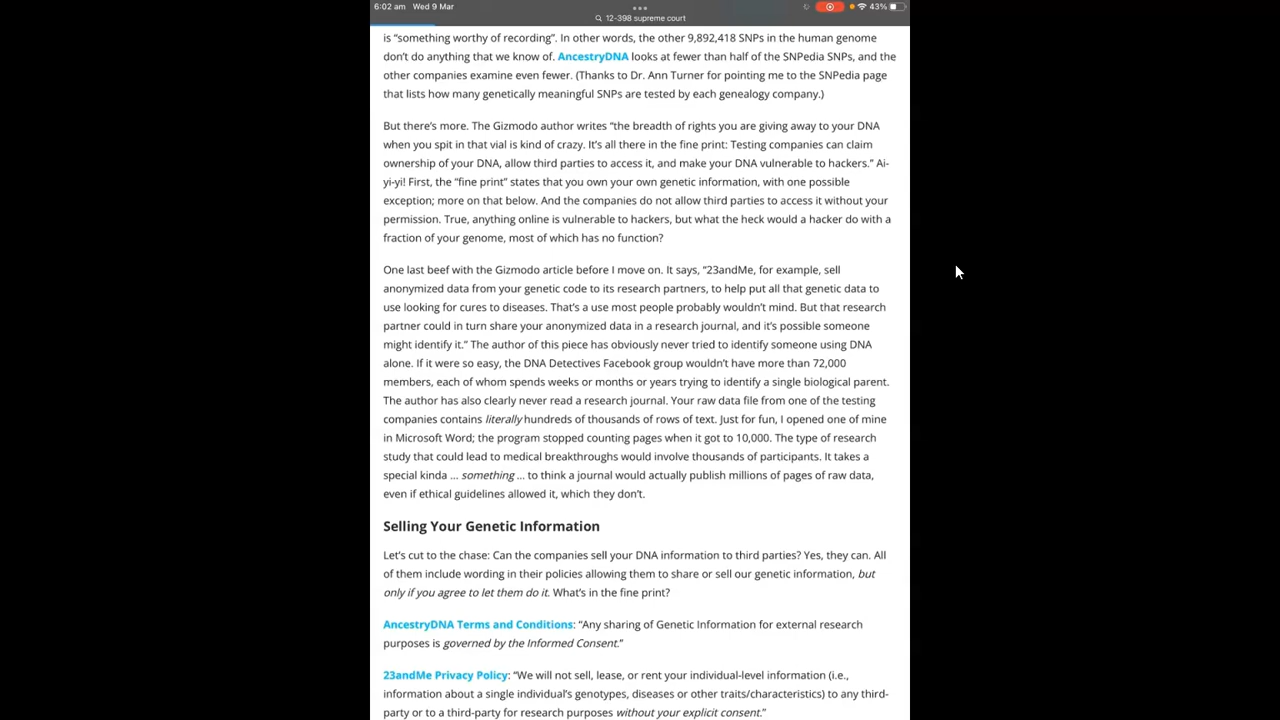 6:02 am Wed 9 Mar
43%
12-398 supreme court
is “something worthy of recording”. In other words, the other 9,892,418 SNPs in the human genome
don’t do anything that we know of. AncestryDNA looks at fewer than half of the SNPedia SNPs, and the
other companies examine even fewer. (Thanks to Dr. Ann Turner for pointing me to the SNPedia page
that lists how many genetically meaningful SNPs are tested by each genealogy company.)
But there’s more. The Gizmodo author writes “the breadth of rights you are giving away to your DNA
when you spit in that vial is kind of crazy. It’s all there in the fine print: Testing companies can claim
ownership of your DNA, allow third parties to access it, and make your DNA vulnerable to hackers.” Ai-
yi-yi! First, the “fine print” states that you own your own genetic information, with one possible
exception; more on that below. And the companies do not allow third parties to access it without your
permission. True, anything online is vulnerable to hackers, but what the heck would a hacker do with a
fraction of your genome, most of which has no function?
One last beef with the Gizmodo article before I move on. It says, “23andMe, for example, sell
anonymized data from your genetic code to its research partners, to help put all that genetic data to
use looking for cures to diseases. That’s a use most people probably wouldn’t mind. But that research
partner could in turn share your anonymized data in a research journal, and it’s possible someone
might identify it.” The author of this piece has obviously never tried to identify someone using DNA
alone. If it were so easy, the DNA Detectives Facebook group wouldn’t have more than 72,000
members, each of whom spends weeks or months or years trying to identify a single biological parent.
The author has also clearly never read a research journal. Your raw data file from one of the testing
companies contains literally hundreds of thousands of rows of text. Just for fun, I opened one of mine
in Microsoft Word; the program stopped counting pages when it got to 10,000. The type of research
study that could lead to medical breakthroughs would involve thousands of participants. It takes a
special kinda … something … to think a journal would actually publish millions of pages of raw data,
even if ethical guidelines allowed it, which they don’t.
Selling Your Genetic Information
Let’s cut to the chase: Can the companies sell your DNA information to third parties? Yes, they can. All
of them include wording in their policies allowing them to share or sell our genetic information, but
only if you agree to let them do it. What’s in the fine print?
AncestryDNA Terms and Conditions: “Any sharing of Genetic Information for external research
purposes is governed by the Informed Consent.”
23andMe Privacy Policy: “We will not sell, lease, or rent your individual-level information (i.e.,
information about a single individual’s genotypes, diseases or other traits/characteristics) to any third-
party or to a third-party for research purposes without your explicit consent.”